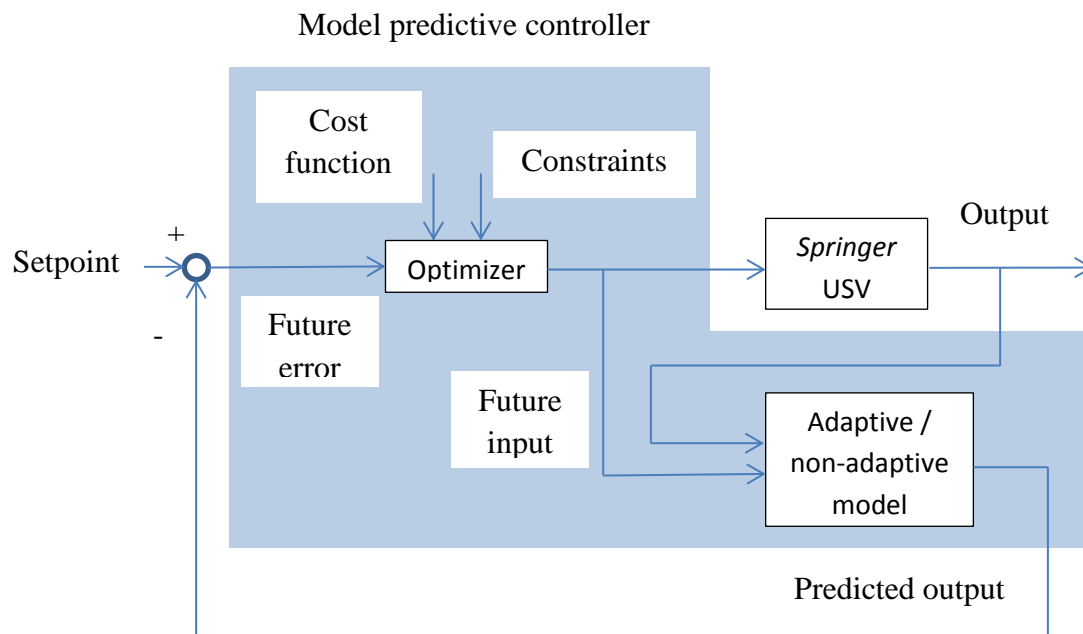 Model predictive controller
Cost
function
Constraints
Output
+
Setpoint
Optimizer
Springer
USV
-
Future
error
Future
input
Adaptive /
non-adaptive
model
Predicted output